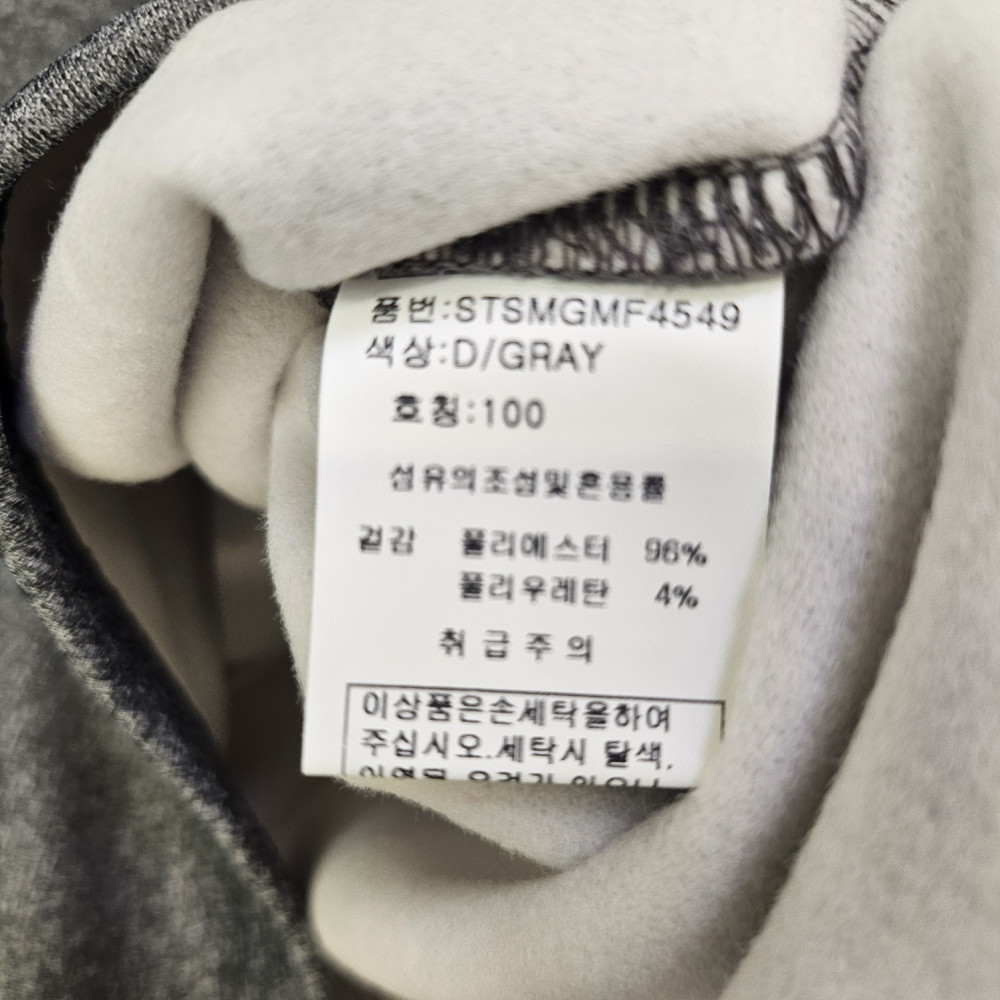 품번:STSMGMF4549
색상:D/GRAY
호칭:100
섬유의조성및혼용률
겉감 폴리에스터 96%
폴리우레탄 4%
취급주의
이상품은손세탁을하여
주십시오.세탁시 탈색,